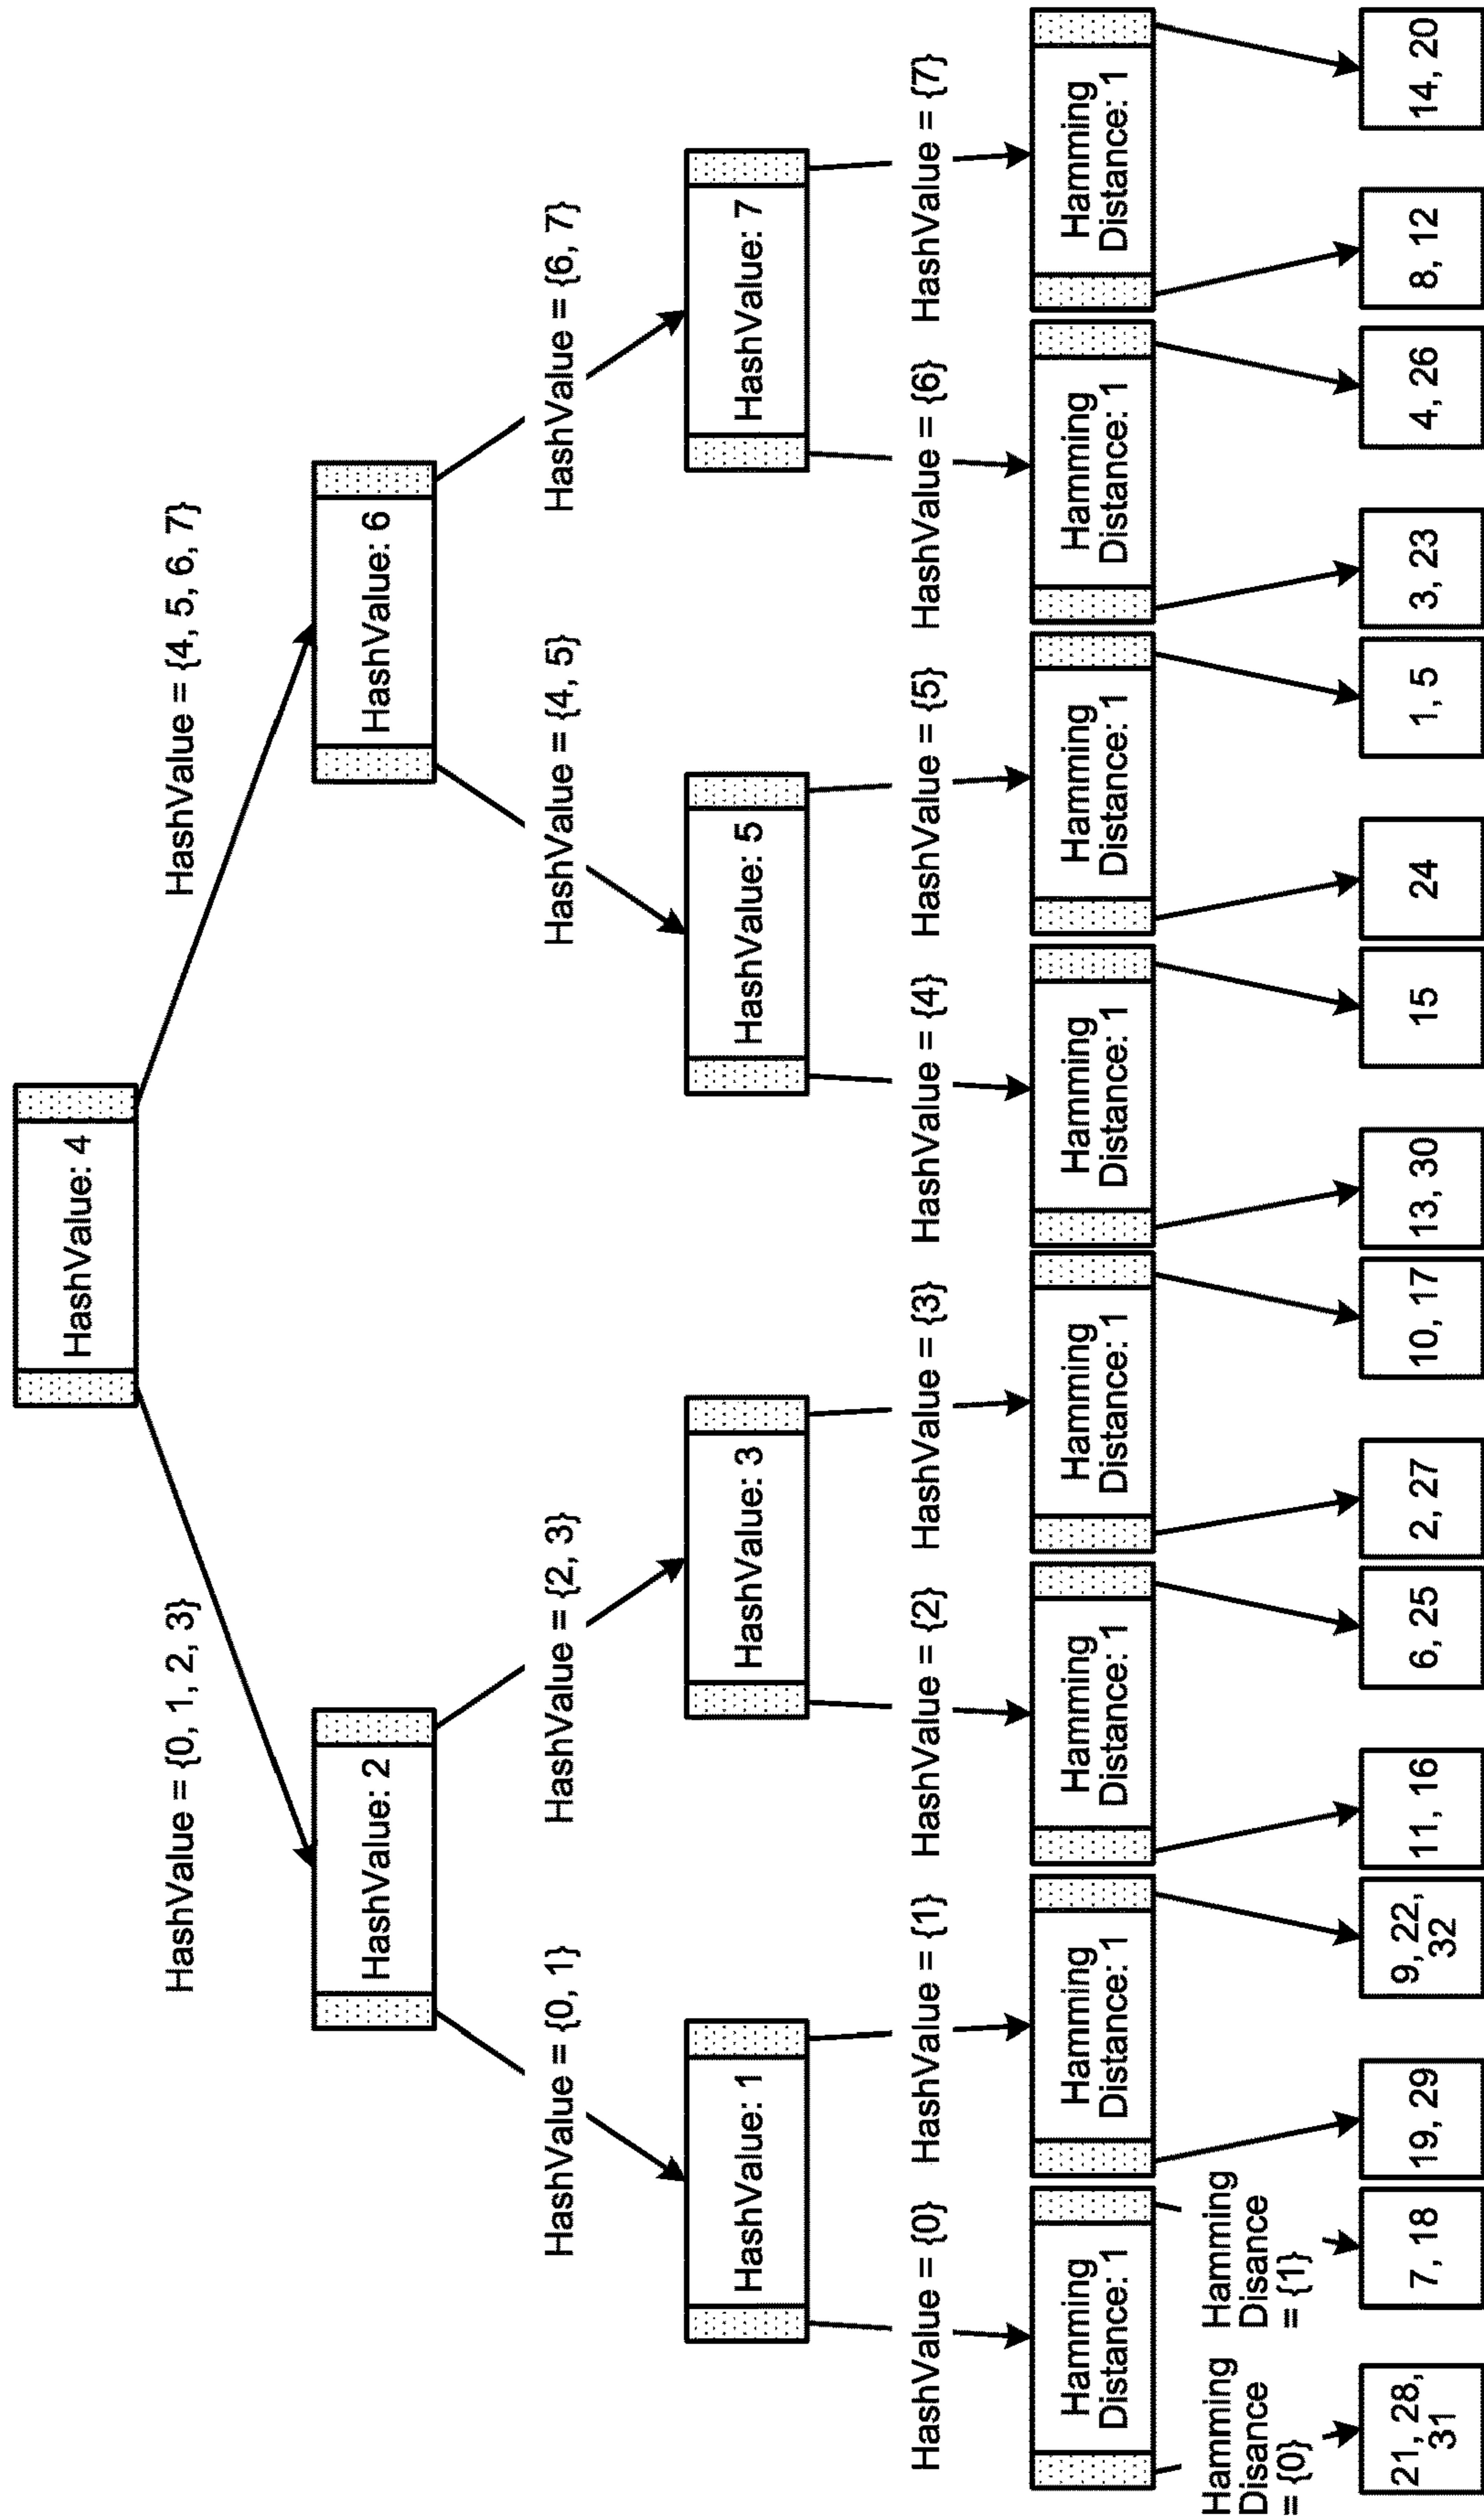 HashValue: 4
HashValue = {0, 1, 2, 3}
HashValue = {4, 5, 6, 7}
HashValue: 2
HashValue: 6
HashValue = {0, 1}
HashValue = {2, 3}
HashValue = {4, 5}
HashValue = {6, 7}
HashValue: 1
HashValue: 3
HashValue: 5
HashValue: 7
HashValue = {0}
HashValue = {1}
HashValue = {2}
HashValue = {3}
HashValue = {4}
HashValue = {5}
HashValue = {6}
HashValue = {7}
Hamming
Distance: 1
Hamming
Distance: 1
Hamming
Distance: 1
Hamming
Distance: 1
Hamming
Distance: 1
Hamming
Distance: 1
Hamming
Distance: 1
Hamming
Distance: 1
Hamming
Disance
= {0}
Hamming
Disance
= {1}
21, 28,
31
7, 18
19, 29
9, 22,
32
11, 16
6, 25
2, 27
10, 17
13, 30
15
24
1, 5
3, 23
4, 26
8, 12
14, 20